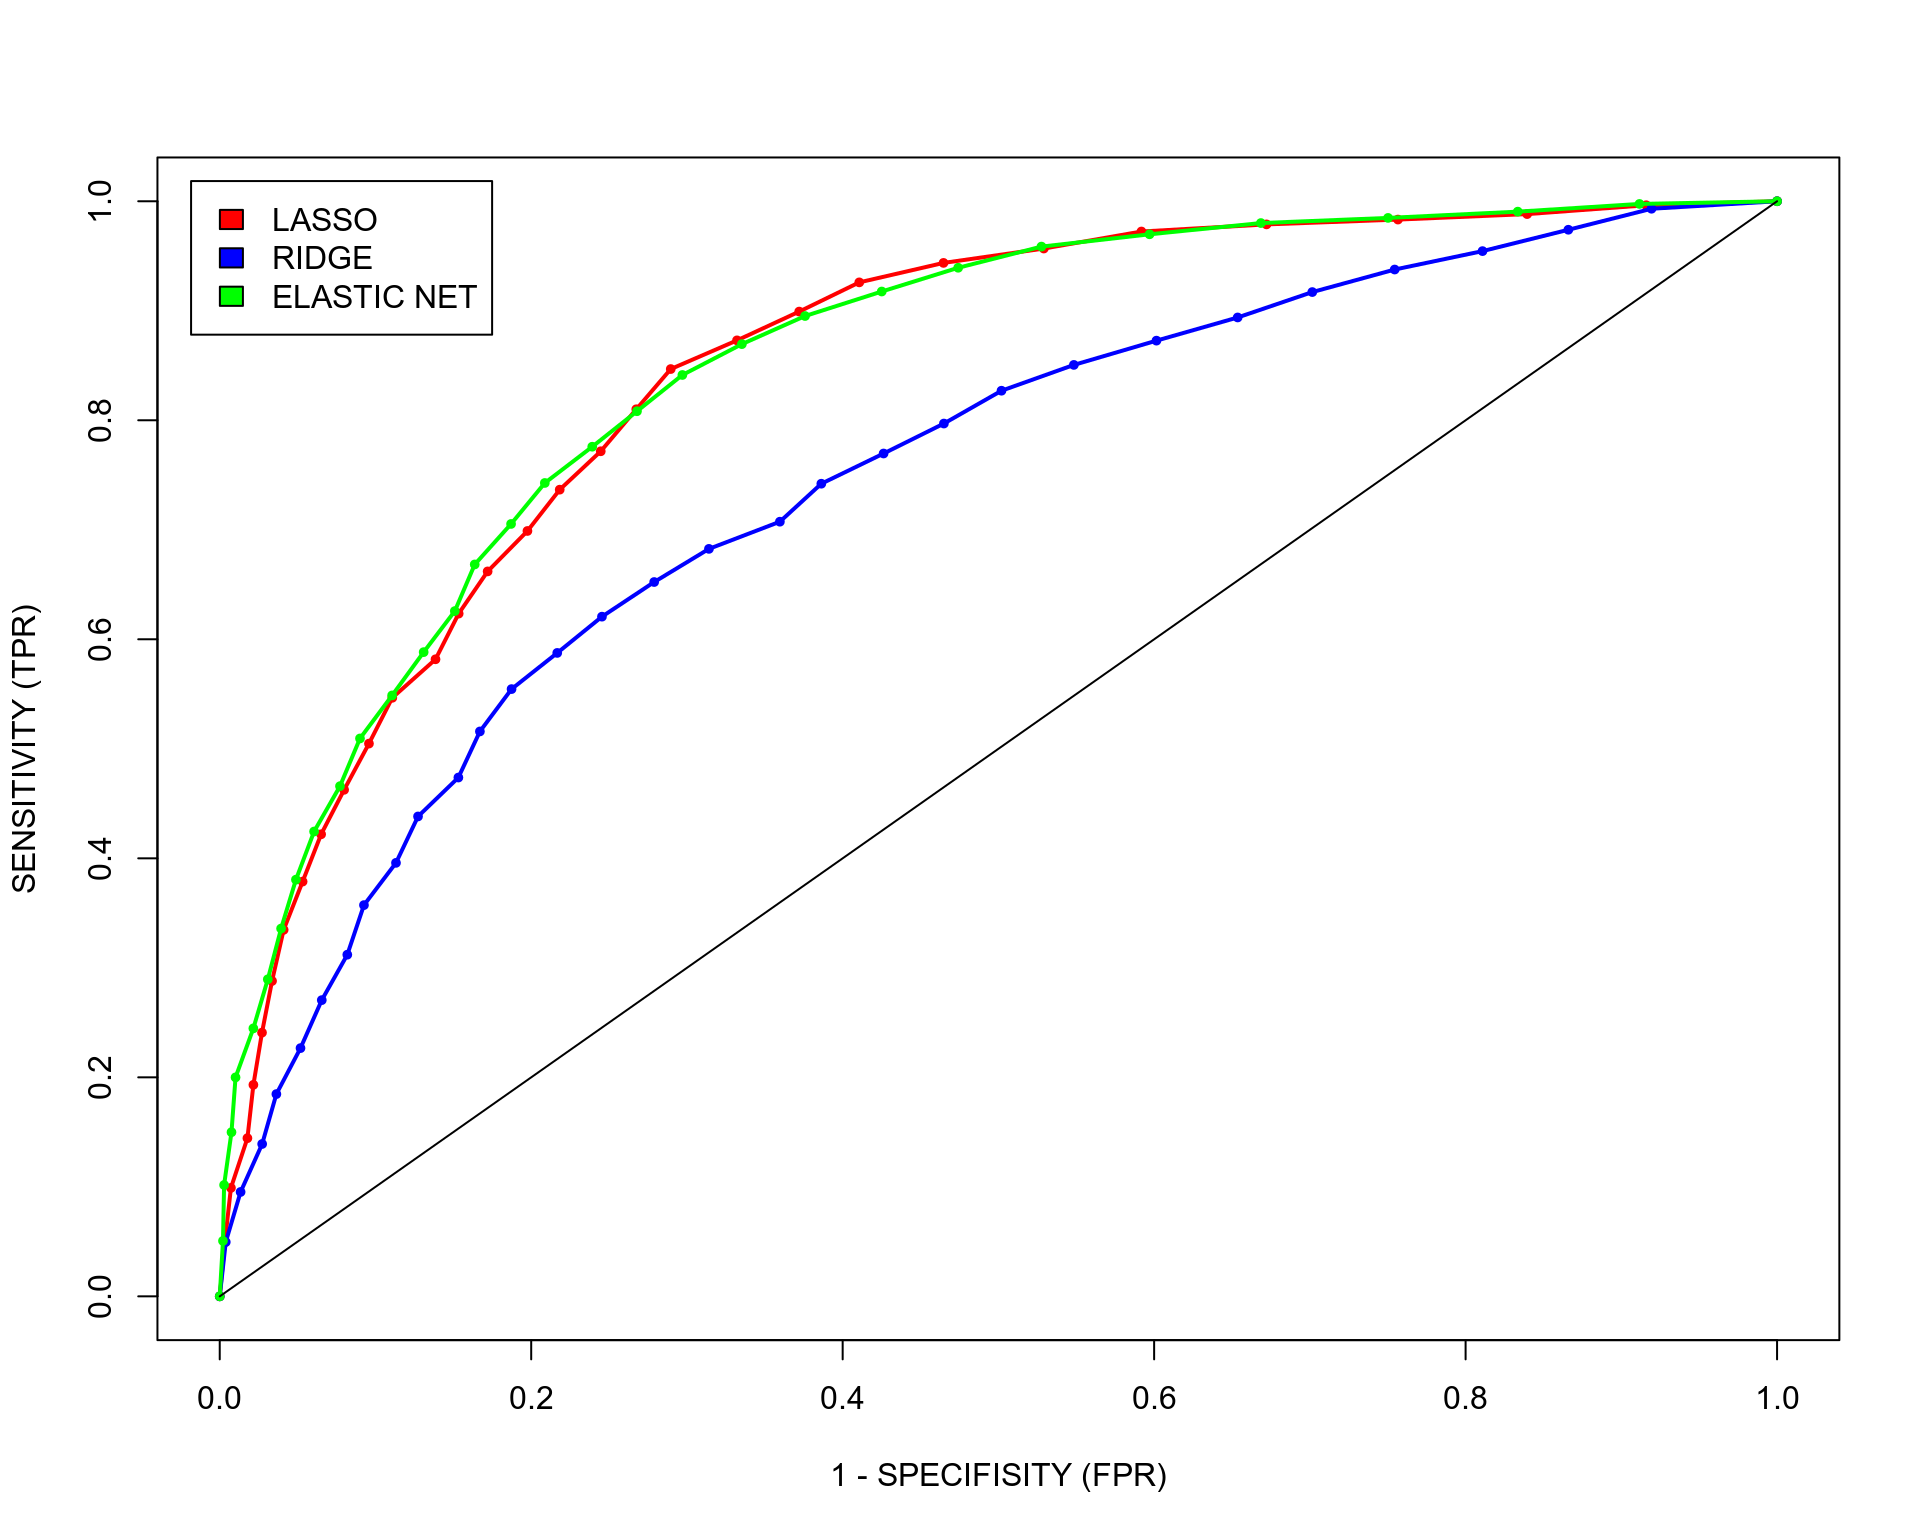 LASSO
RIDGE
ELASTIC NET
SENSITIVITY (TPR)
1.0
0.8
0.6
0.4
0.2
0.0
0.0 0.2 0.4 0.6 0.8 1.0
1 - SPECIFISITY (FPR)